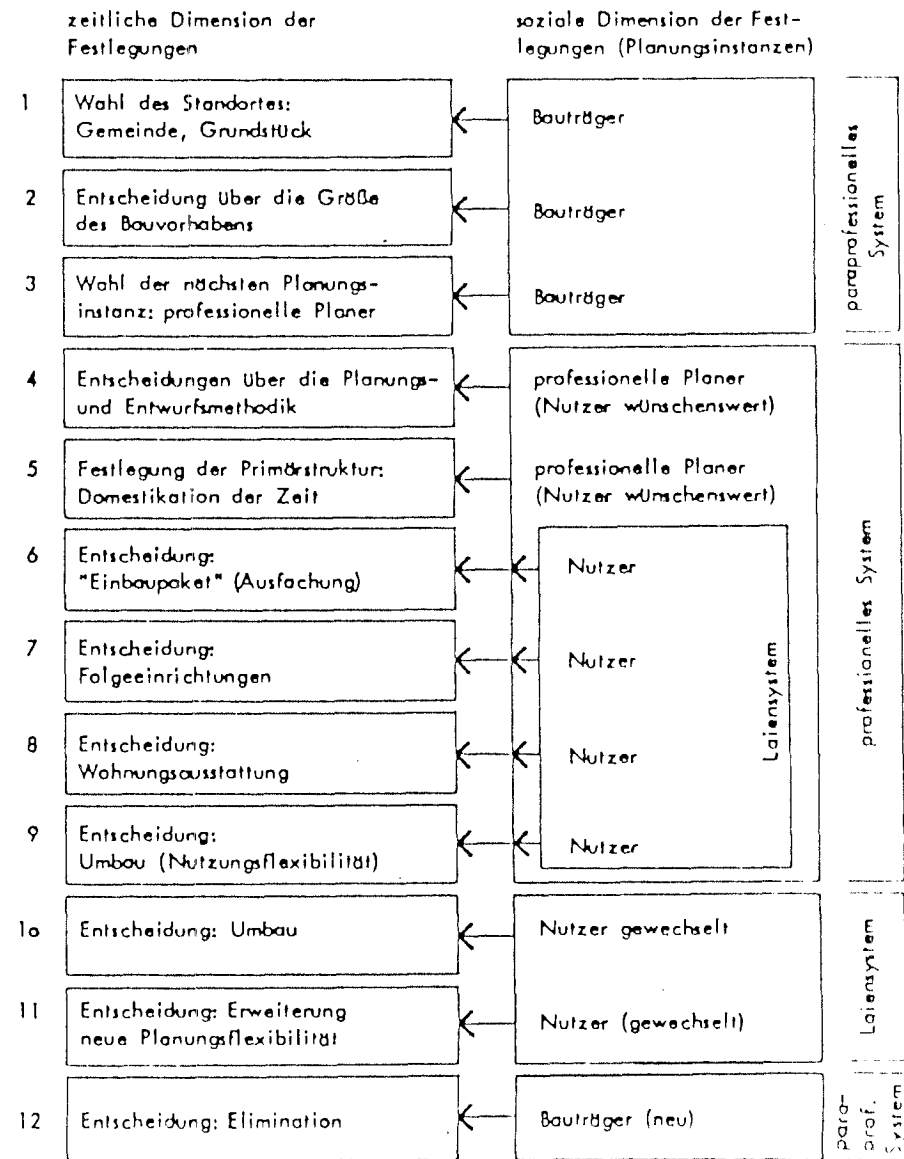 zeitliche Dimension der
Festlegungen
soziale Dimension der Fest-
legungen (Planungsinstanzen)
1
Wahl des Standortes:
Gemeinde, Grundstück
Bauträger
2
Entscheidung über die Größe
des Bauvorhabens
Bauträger
3
Wahl der nächsten Planungs-
instanz: professionelle Planer
Bauträger
paraprofessionelles
System
4
Entscheidungen über die Planungs-
und Entwurfsmethodik
professionelle Planer
(Nutzer wünschenswert)
5
Festlegung der Primärstruktur:
Domestikation der Zeit
professionelle Planer
(Nutzer wünschenswert)
6
Entscheidung:
"Einbaupaket" (Ausfachung)
Nutzer
7
Entscheidung:
Folgeeinrichtungen
Nutzer
8
Entscheidung:
Wohnungsausstattung
Nutzer
9
Entscheidung:
Umbau (Nutzungsflexibilität)
Nutzer
Laiensystem
professionelles System
1o
Entscheidung: Umbau
Nutzer gewechselt
11
Entscheidung: Erweiterung
neue Planungsflexibilität
Nutzer (gewechselt)
Laiensystem
12
Entscheidung: Elimination
Bauträger (neu)
para-
prof.
System